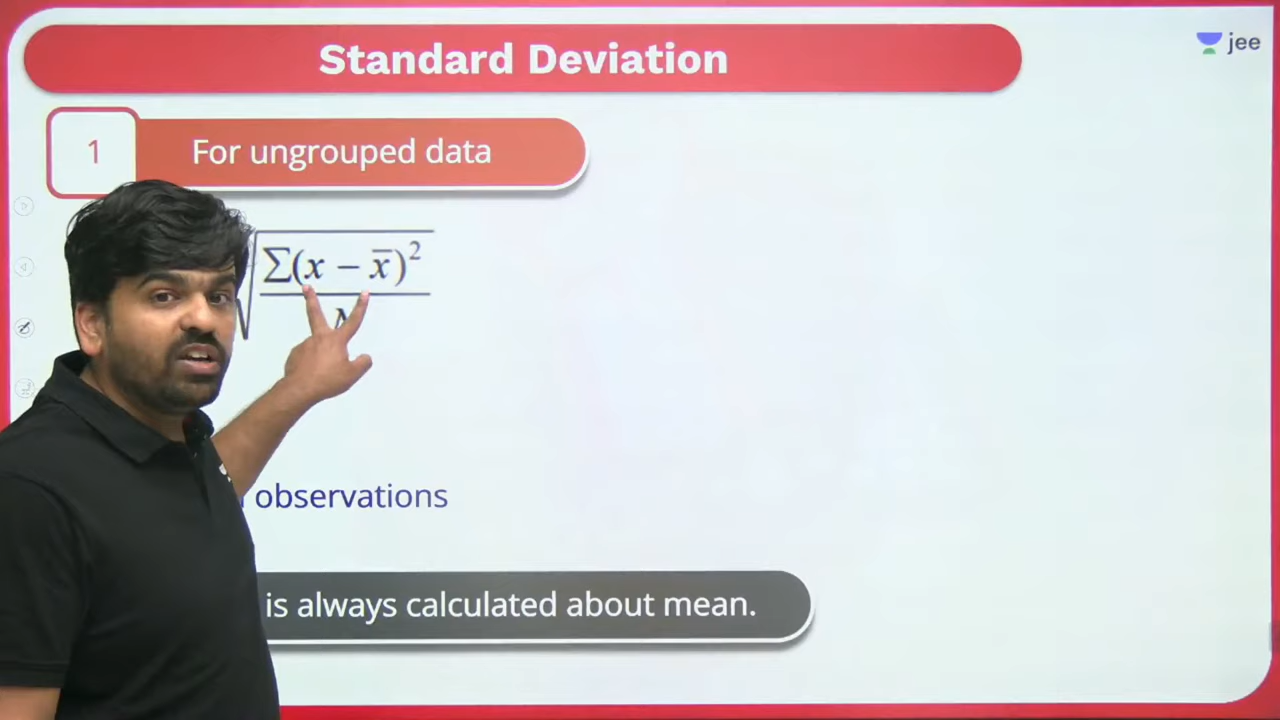 Standard Deviation
jee
1
For ungrouped data
√Σ(x − x̄)²
observations
is always calculated about mean.